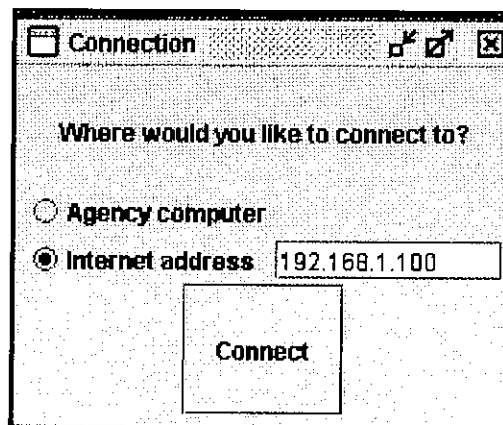 Connection
Where would you like to connect to?
Agency computer
Internet address 192.168.1.100
Connect